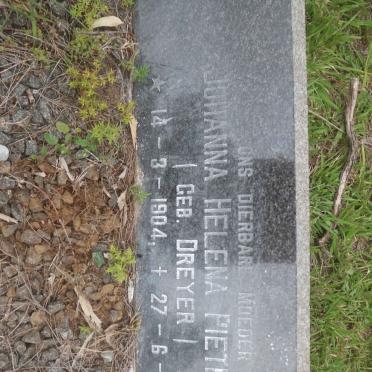 ONS DIERBARE MOEDER
JOHANNA HELENA
( GEB. DREYER )
* 14 - 3 - 1904, + 27 - 6 -